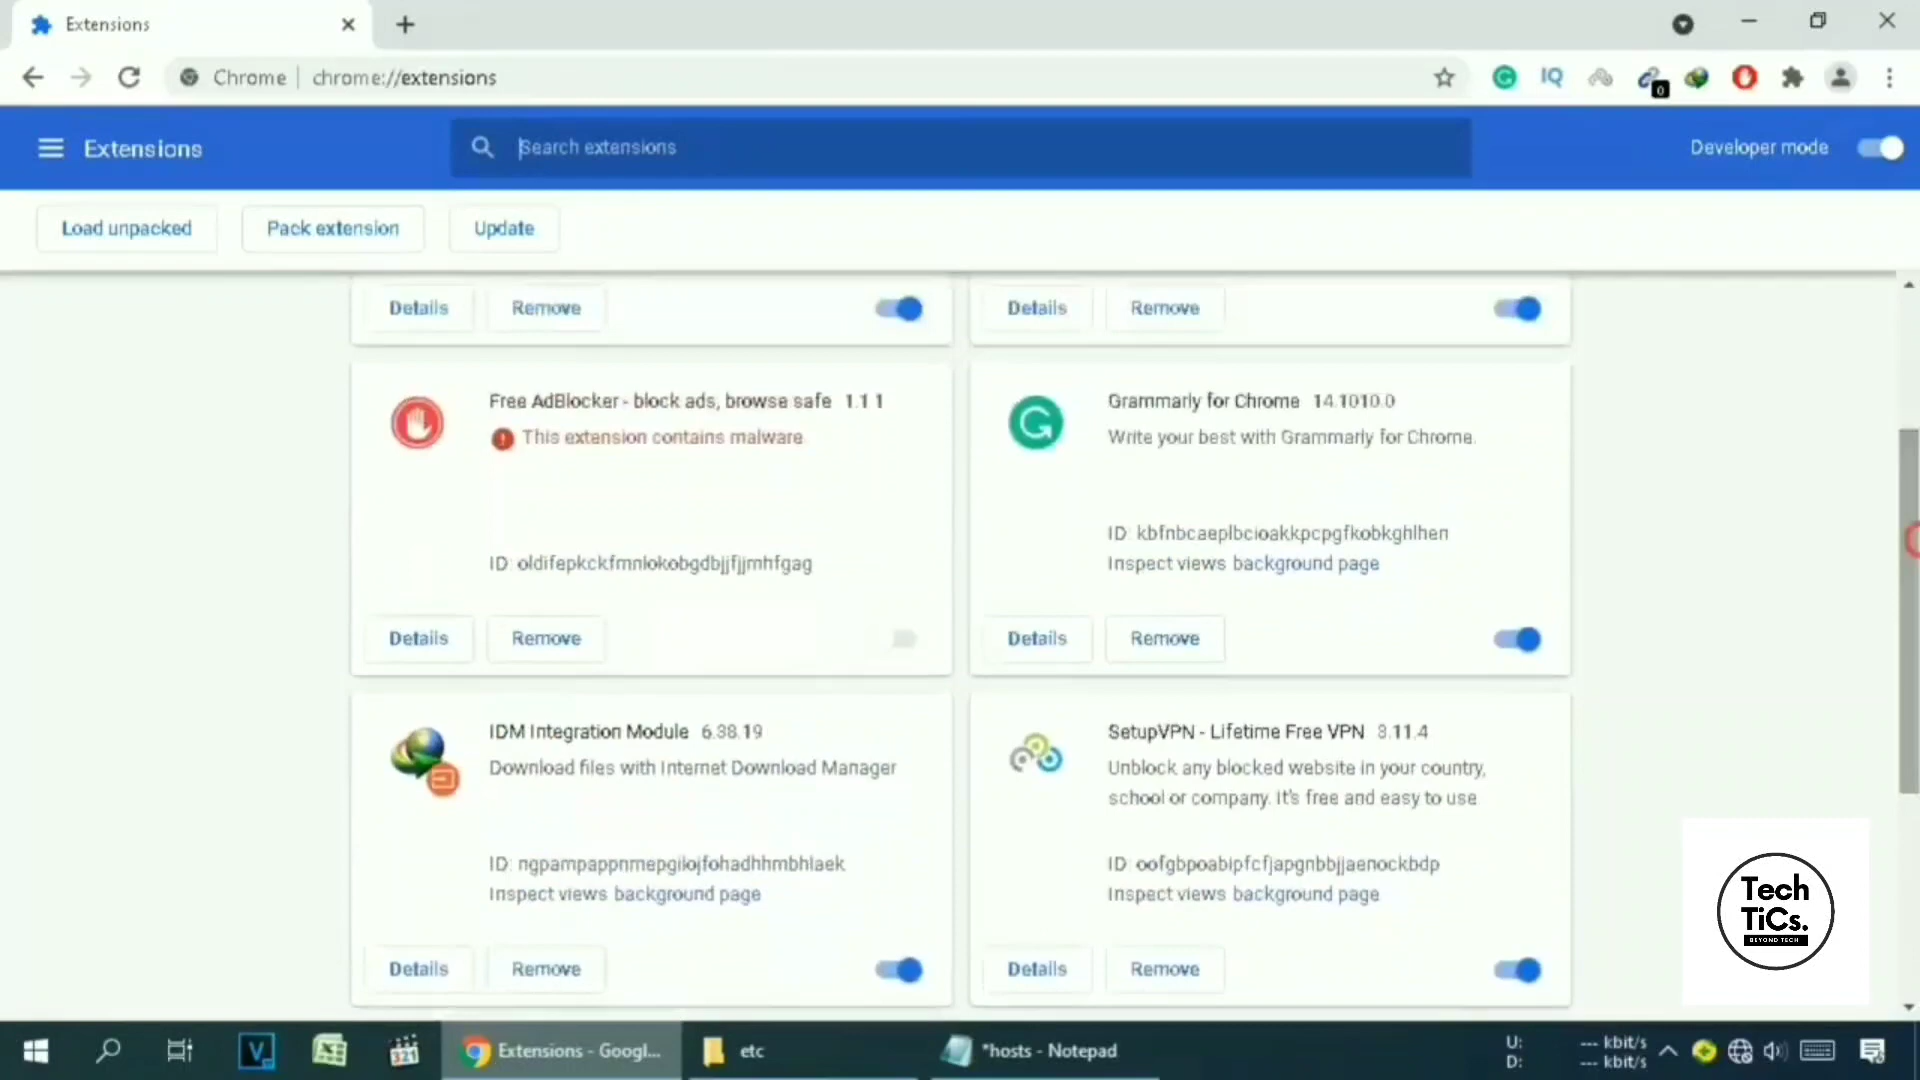 Extensions
Chrome
chrome://extensions
IQ
0
Extensions
Search extensions
Developer mode
Load unpacked
Pack extension
Update
Details
Remove
Details
Remove
Free AdBlocker - block ads, browse safe 1.1 1
This extension contains malware.
ID: oldifepkckfmnlokobgdbjjfjjmhfgag
Details
Remove
Grammarly for Chrome 14.1010.0
Write your best with Grammarly for Chrome.
ID: kbfnbcaeplbcioakkpcpgfkobkghlhen
Inspect views background page
Details
Remove
IDM Integration Module 6.38.19
Download files with Internet Download Manager
ID: ngpampappnmepgilojfohadhhmbhlaek
Inspect views background page
Details
Remove
SetupVPN - Lifetime Free VPN 3.11.4
Unblock any blocked website in your country,
school or company. It's free and easy to use.
ID: oofgbpoabipfcfjapgnbbjjaenockbdp
Inspect views background page
Details
Remove
Tech
TiCs.
BEYOND TECH
V
321
Extensions - Googl...
etc
*hosts - Notepad
U: --- kbit/s
D: --- kbit/s